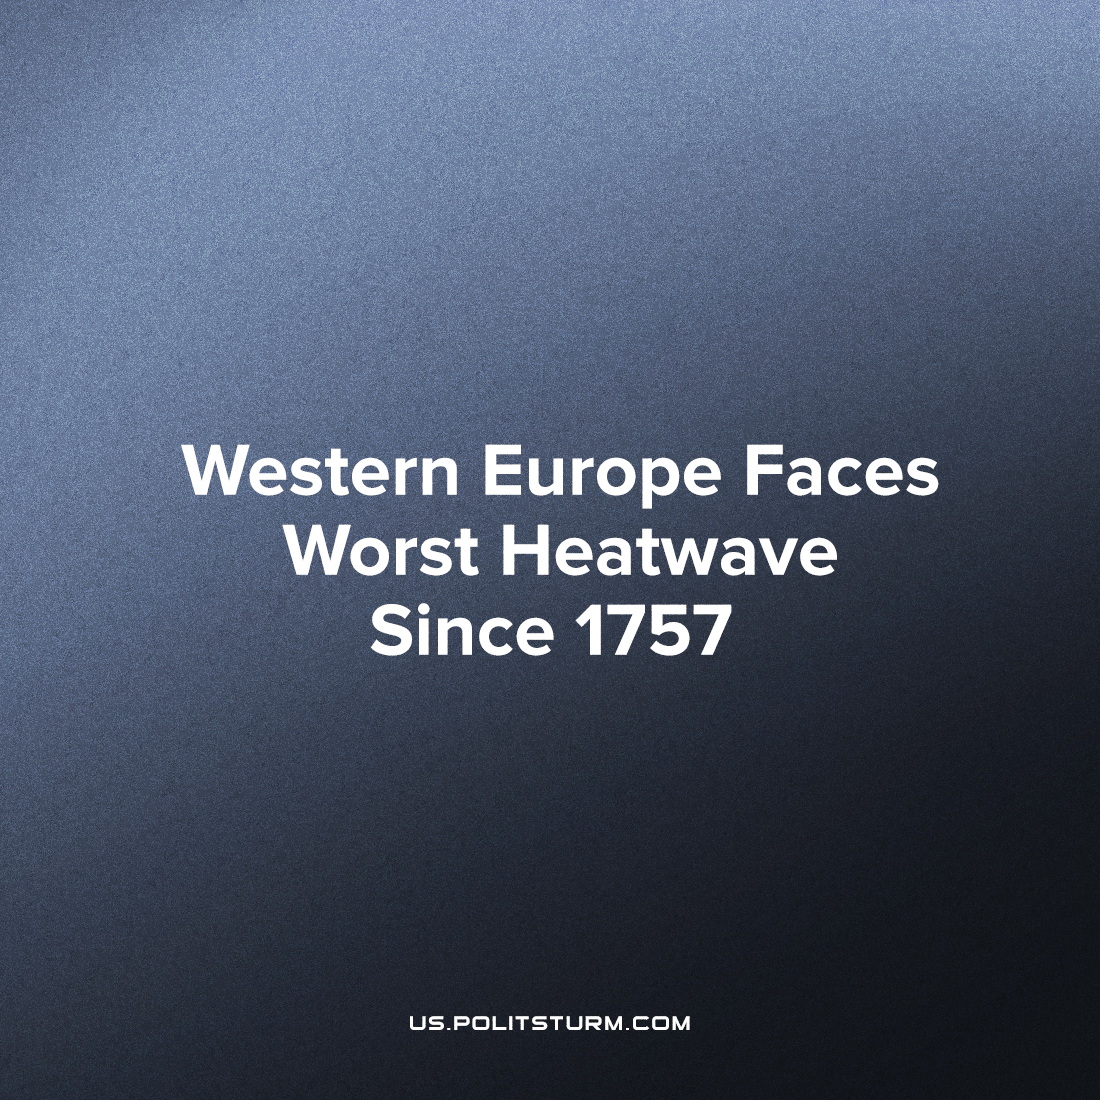 Western Europe Faces
Worst Heatwave
Since 1757
US.POLITSTURM.COM